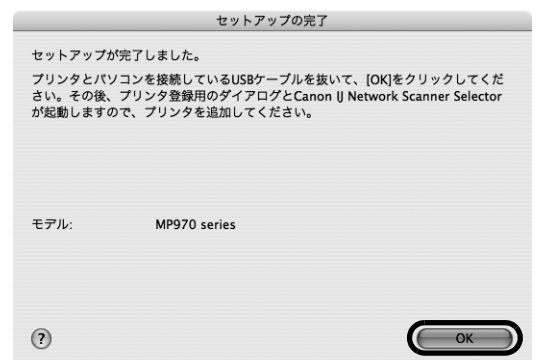 セットアップの完了
セットアップが完了しました。
プリンタとパソコンを接続しているUSBケーブルを抜いて、[OK]をクリックしてくだ
さい。その後、プリンタ登録用のダイアログとCanon IJ Network Scanner Selector
が起動しますので、プリンタを追加してください。
モデル: MP970 series
? OK